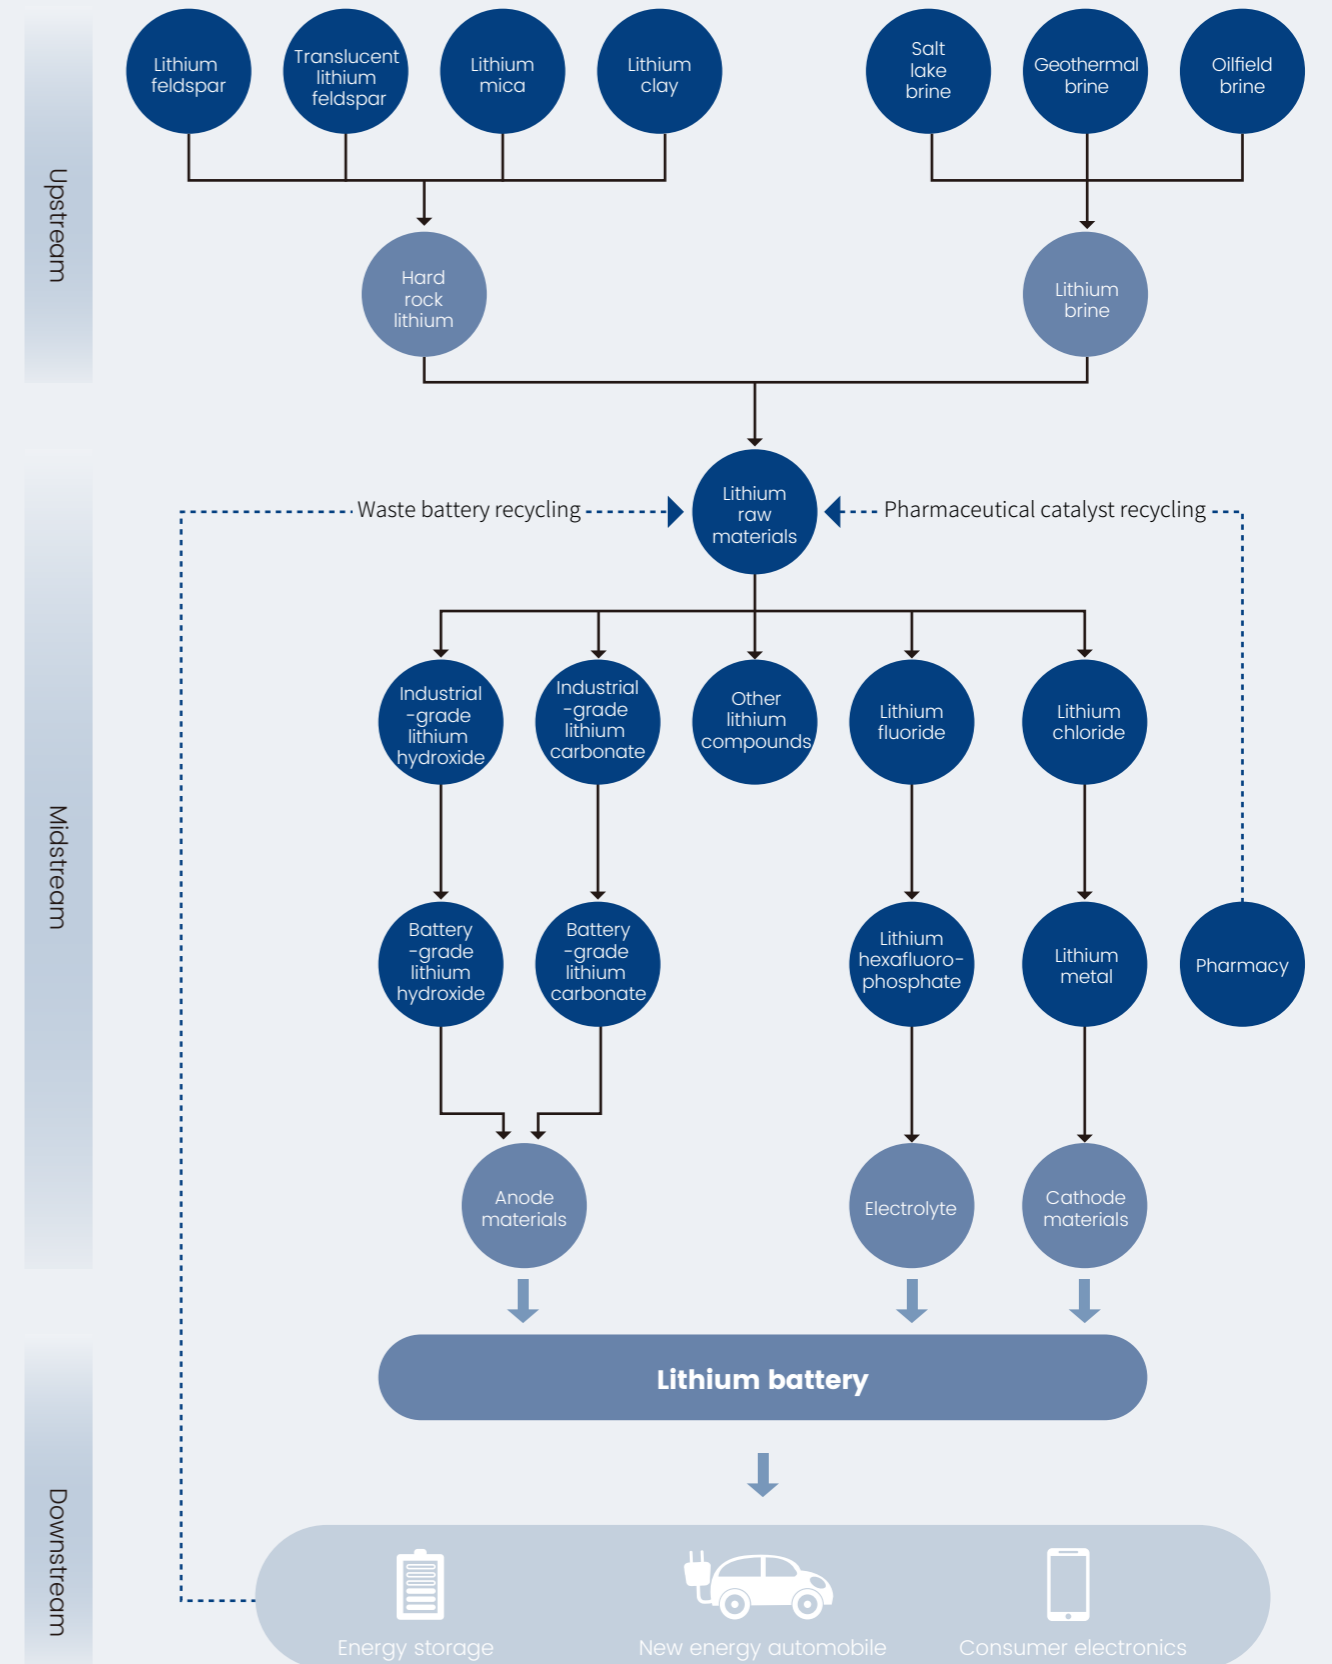 Upstream
Lithium
feldspar
Translucent
lithium
feldspar
Lithium
mica
Lithium
clay
Salt
lake
brine
Geothermal
brine
Oilfield
brine
Hard
rock
lithium
Lithium
brine
Midstream
Waste battery recycling
Lithium
raw
materials
Pharmaceutical catalyst recycling
Industrial
-grade
lithium
hydroxide
Industrial
-grade
lithium
carbonate
Other
lithium
compounds
Lithium
fluoride
Lithium
chloride
Battery
-grade
lithium
hydroxide
Battery
-grade
lithium
carbonate
Lithium
hexafluoro-
phosphate
Lithium
metal
Pharmacy
Anode
materials
Electrolyte
Cathode
materials
Downstream
Lithium battery
Energy storage
New energy automobile
Consumer electronics